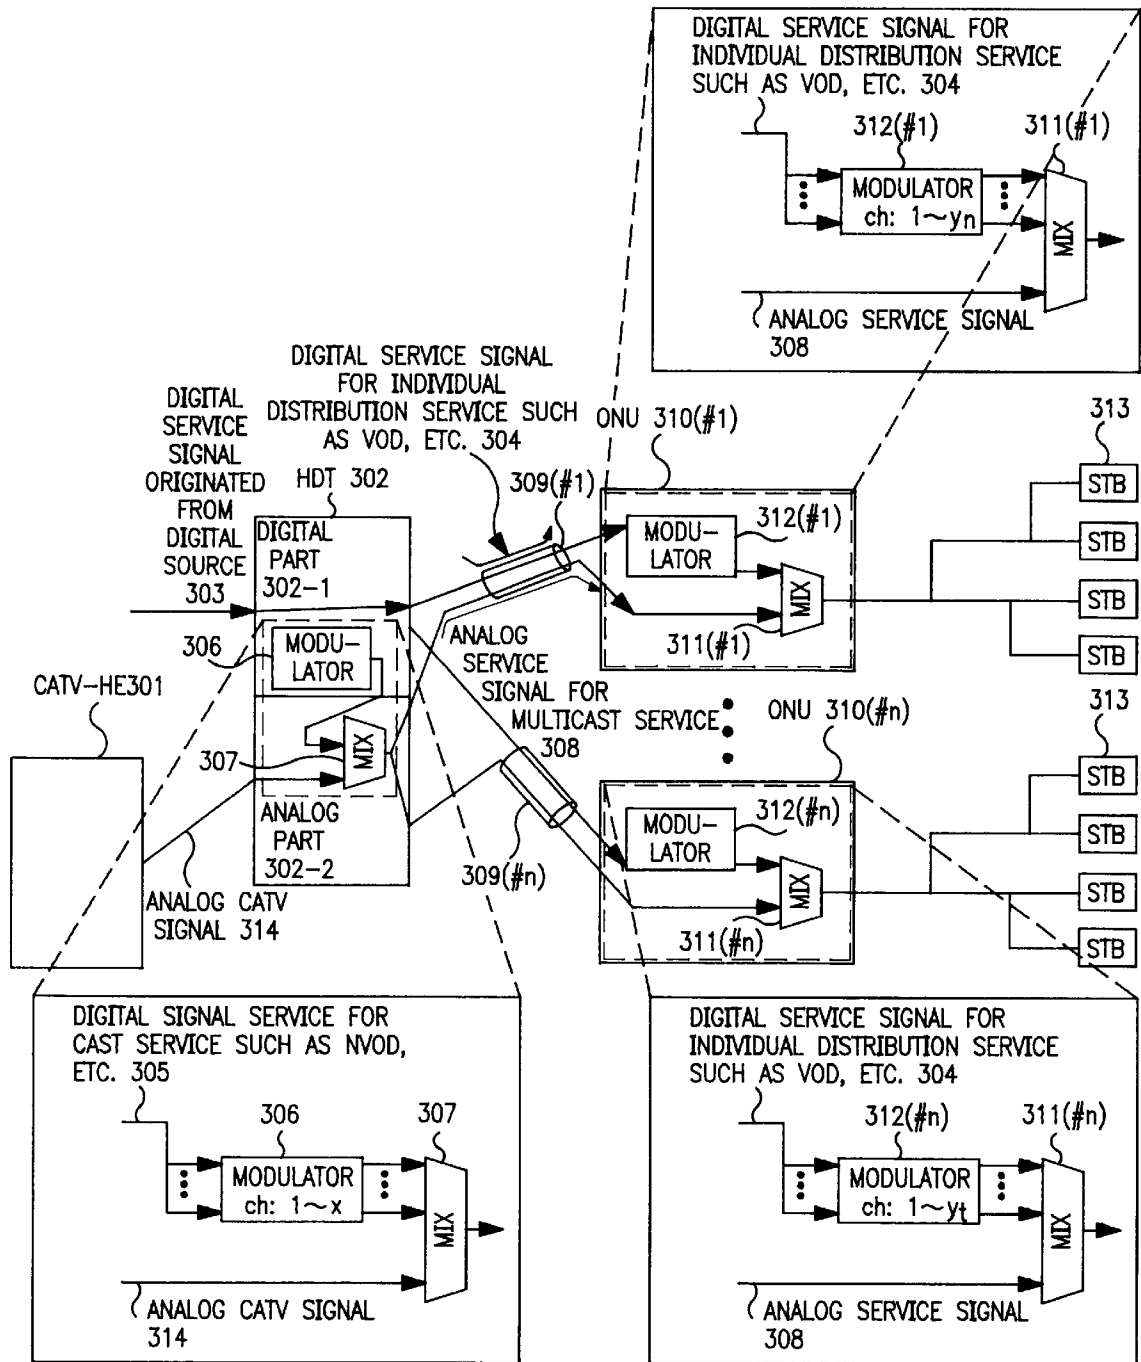 DIGITAL SERVICE SIGNAL FOR
INDIVIDUAL DISTRIBUTION SERVICE
SUCH AS VOD, ETC. 304
312(#1)
311(#1)
MODULATOR
ch: 1~yn
MIX
ANALOG SERVICE SIGNAL
308
DIGITAL SERVICE SIGNAL
FOR INDIVIDUAL
DISTRIBUTION SERVICE SUCH
AS VOD, ETC. 304
DIGITAL
SERVICE
SIGNAL
ORIGINATED
FROM
DIGITAL
SOURCE
303
HDT 302
DIGITAL
PART
302-1
309(#1)
ONU 310(#1)
MODU-
LATOR
312(#1)
MIX
311(#1)
313
STB
STB
STB
STB
306
MODU-
LATOR
307
MIX
ANALOG
PART
302-2
CATV-HE301
ANALOG CATV
SIGNAL 314
ANALOG
SERVICE
SIGNAL FOR
MULTICAST SERVICE
308
309(#n)
ONU 310(#n)
MODU-
LATOR
312(#n)
MIX
311(#n)
313
STB
STB
STB
STB
DIGITAL SIGNAL SERVICE FOR
CAST SERVICE SUCH AS NVOD,
ETC. 305
306
307
MODULATOR
ch: 1~x
MIX
ANALOG CATV SIGNAL
314
DIGITAL SERVICE SIGNAL FOR
INDIVIDUAL DISTRIBUTION SERVICE
SUCH AS VOD, ETC. 304
312(#n)
311(#n)
MODULATOR
ch: 1~yt
MIX
ANALOG SERVICE SIGNAL
308